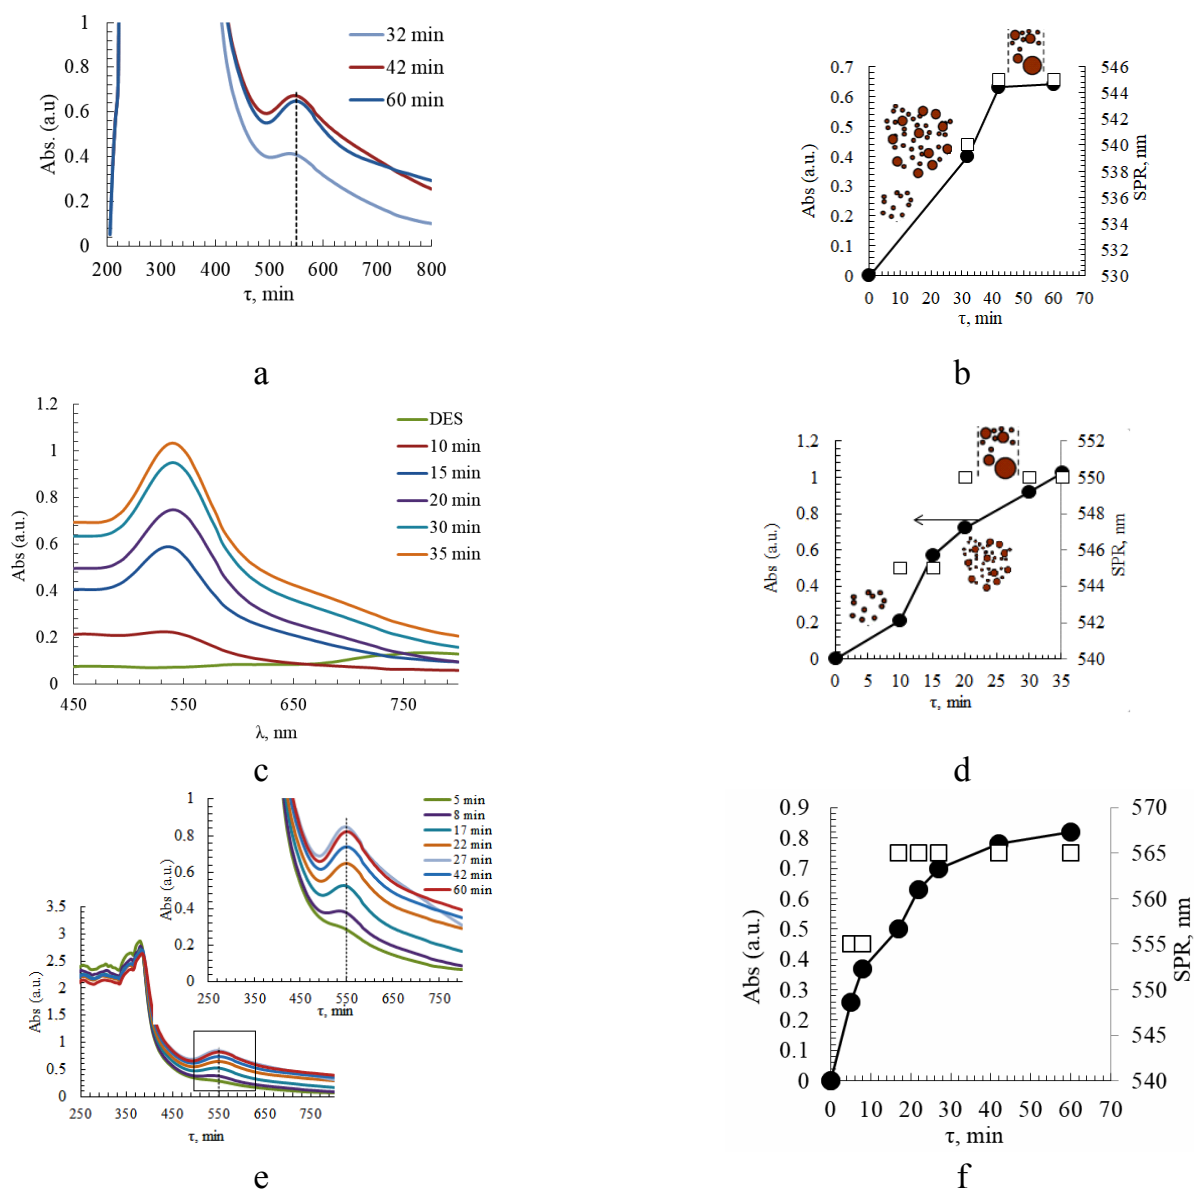 1
0.8
0.6
0.4
0.2
0
Abs. (a.u)
32 min
42 min
60 min
200 300 400 500 600 700 800
τ, min
a
0.7
0.6
0.5
0.4
0.3
0.2
0.1
0
Abs (a.u.)
546
544
542
540
538
536
534
532
530
SPR, nm
0 10 20 30 40 50 60 70
τ, min
b
1.2
1
0.8
0.6
0.4
0.2
0
Abs (a.u.)
DES
10 min
15 min
20 min
30 min
35 min
450 550 650 750
λ, nm
c
1.2
1
0.8
0.6
0.4
0.2
0
Abs (a.u.)
552
550
548
546
544
542
540
SPR, nm
0 5 10 15 20 25 30 35
τ, min
d
1
0.8
0.6
0.4
0.2
0
Abs (a.u.)
5 min
8 min
17 min
22 min
27 min
42 min
60 min
250 350 450 550 650 750
τ, min
3.5
3
2.5
2
1.5
1
0.5
0
Abs (a.u.)
250 350 450 550 650 750
τ, min
e
0.9
0.8
0.7
0.6
0.5
0.4
0.3
0.2
0.1
0
Abs (a.u.)
570
565
560
555
550
545
540
SPR, nm
0 10 20 30 40 50 60 70
τ, min
f